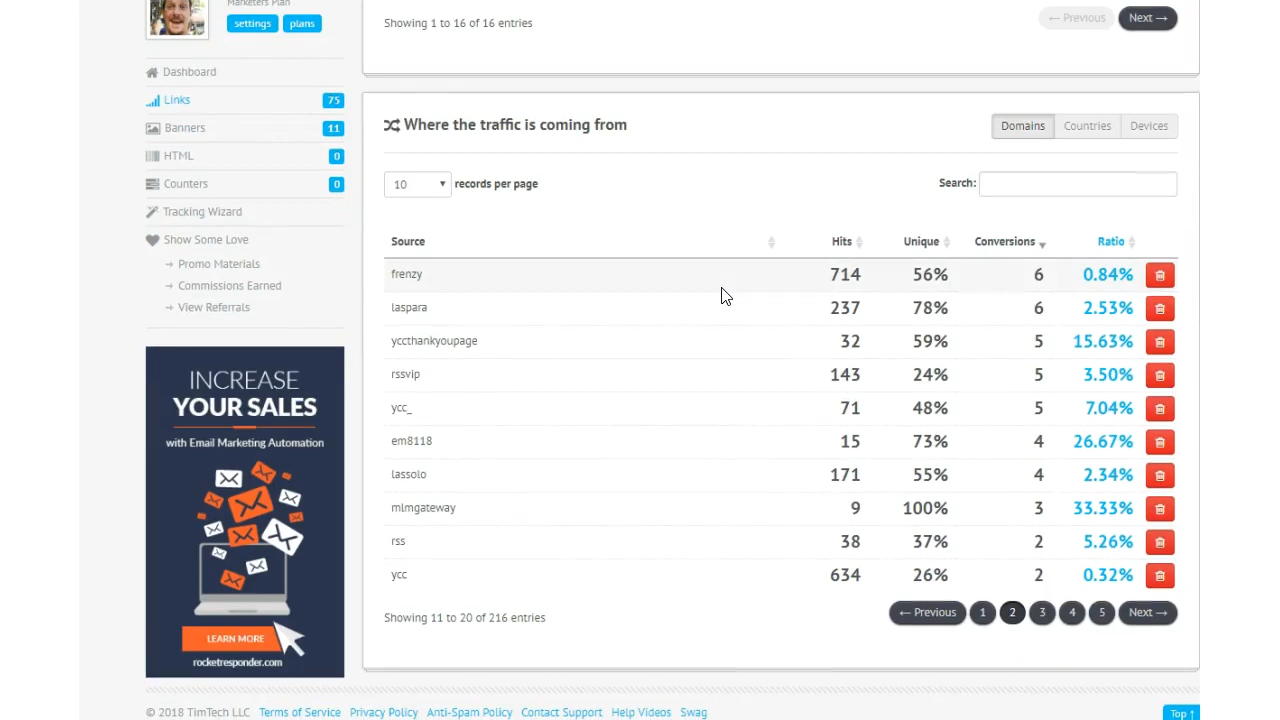 Marketers Plan
settings plans
Showing 1 to 16 of 16 entries
← Previous Next →
Dashboard
Links 75
Banners 11
HTML 0
Counters 0
Tracking Wizard
Show Some Love
→ Promo Materials
→ Commissions Earned
→ View Referrals
INCREASE
YOUR SALES
with Email Marketing Automation
LEARN MORE
rocketresponder.com
Where the traffic is coming from
Domains Countries Devices
10 records per page
Search:
Source Hits Unique Conversions Ratio
frenzy 714 56% 6 0.84%
laspara 237 78% 6 2.53%
yccthankyoupage 32 59% 5 15.63%
rssvip 143 24% 5 3.50%
ycc_ 71 48% 5 7.04%
em8118 15 73% 4 26.67%
lassolo 171 55% 4 2.34%
mlmgateway 9 100% 3 33.33%
rss 38 37% 2 5.26%
ycc 634 26% 2 0.32%
Showing 11 to 20 of 216 entries
← Previous 1 2 3 4 5 Next →
© 2018 TimTech LLC Terms of Service Privacy Policy Anti-Spam Policy Contact Support Help Videos Swag
Top ↑